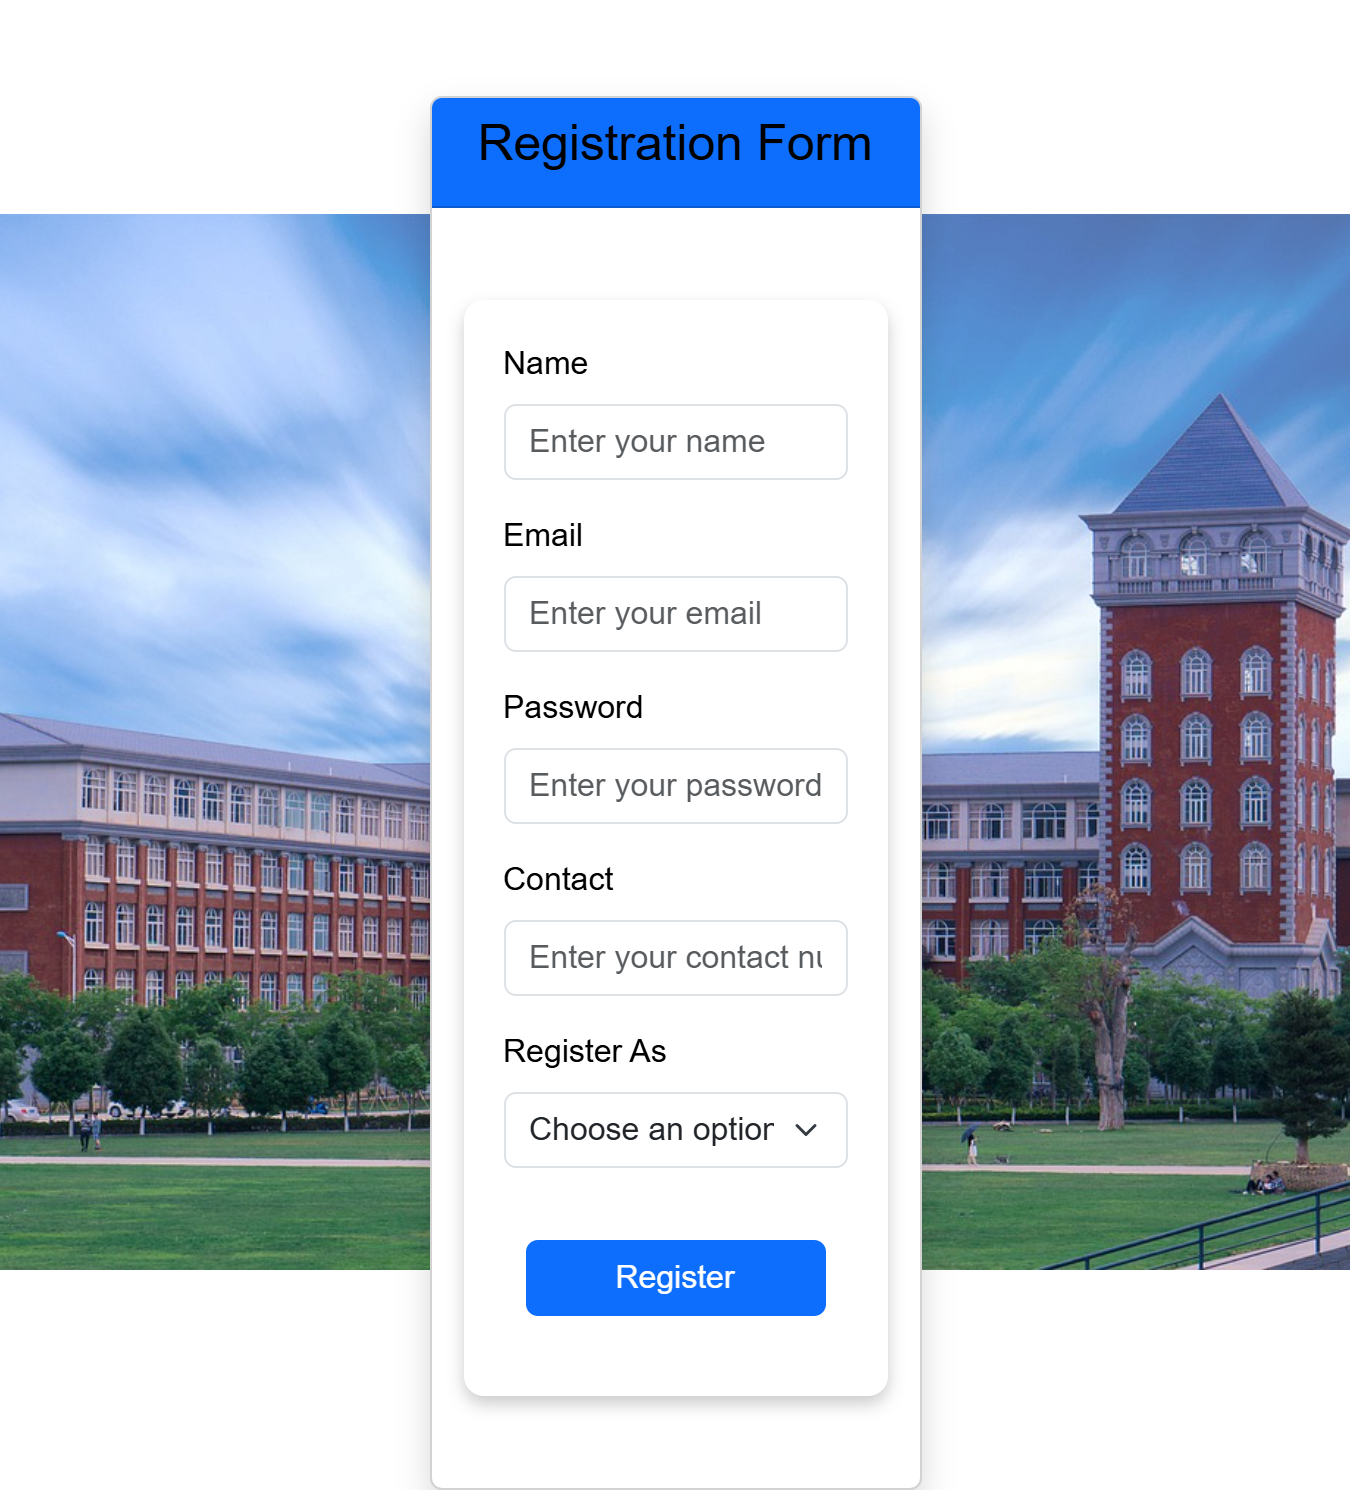 Registration Form
Name
Enter your name
Email
Enter your email
Password
Enter your password
Contact
Enter your contact nu
Register As
Choose an option
Register